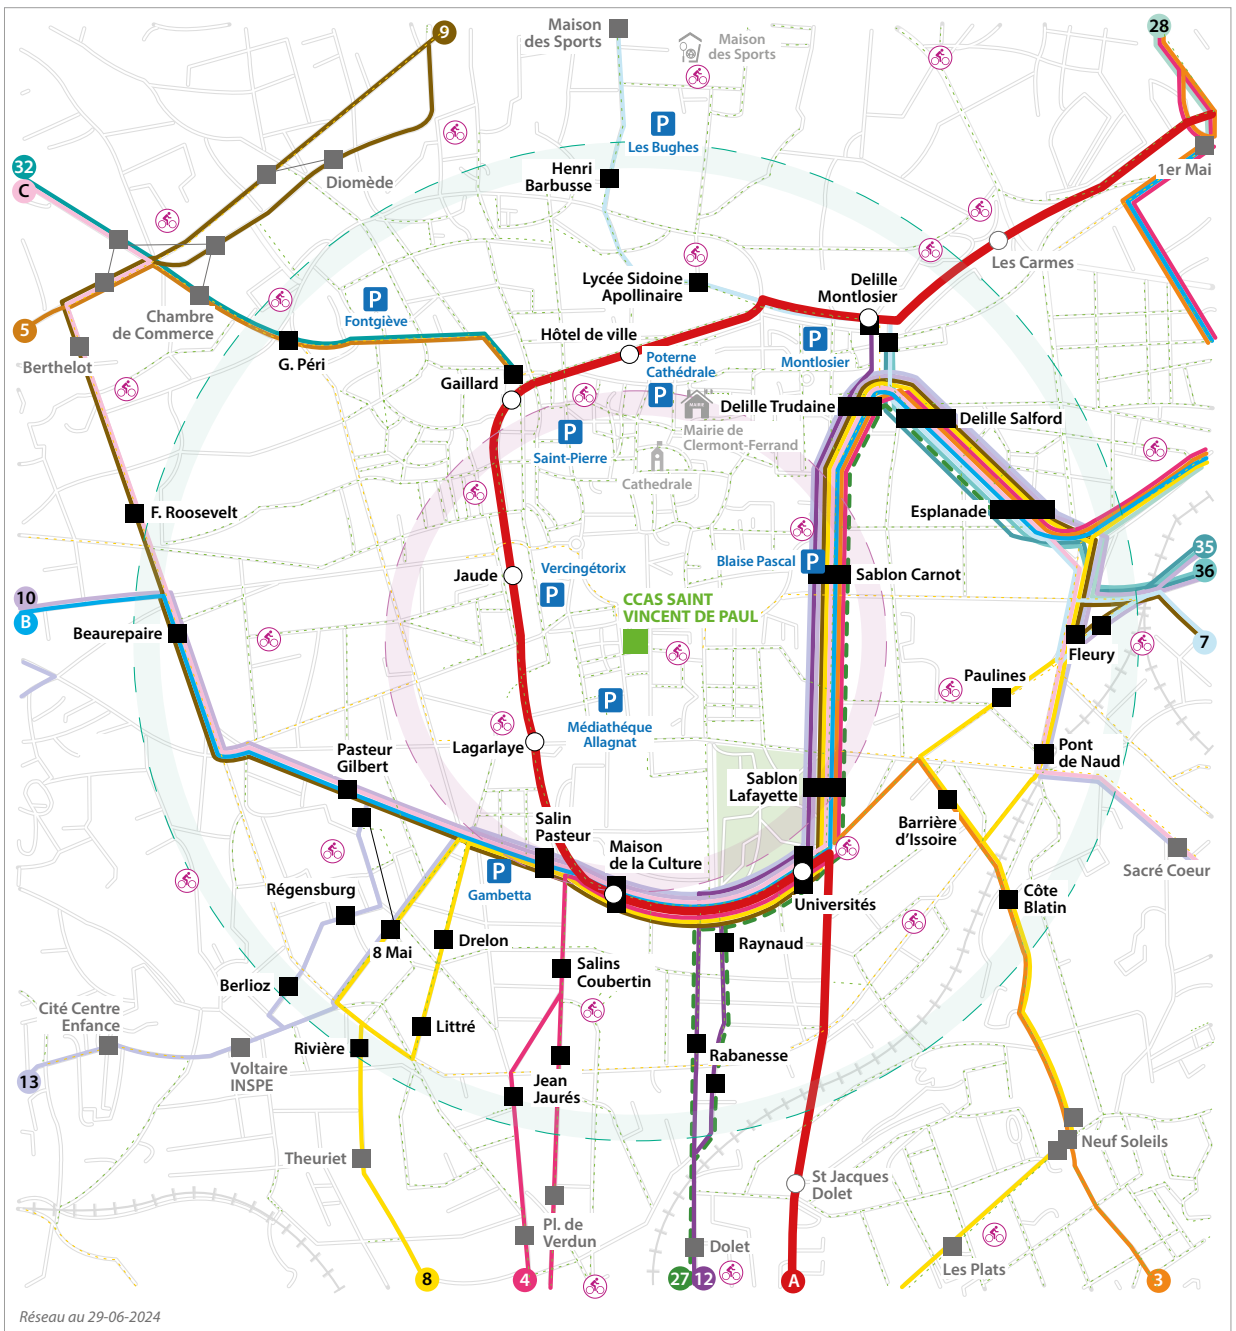 Maison
des Sports
9
Maison
des Sports
28
P
Les Bughes
32
C
Diomède
Henri
Barbusse
1er Mai
Les Carmes
Lycée Sidoine
Apollinaire
Delille
Montlosier
P
Fontgiève
Chambre
de Commerce
5
Berthelot
G. Péri
Hôtel de ville
P
Montlosier
Poterne
Cathédrale
P
Gaillard
MAIRIE
Mairie de
Clermont-Ferrand
Delille Trudaine
Delille Salford
P
Saint-Pierre
Cathedrale
F. Roosevelt
Esplanade
Blaise Pascal
P
Sablon Carnot
Jaude
Vercingétorix
P
35
36
10
B
CCAS SAINT
VINCENT DE PAUL
Beaurepaire
Fleury
7
Paulines
P
Médiathéque
Allagnat
Lagarlaye
Pont
de Naud
Pasteur
Gilbert
Sablon
Lafayette
Barrière
d'Issoire
Salin
Pasteur
Maison
de la Culture
Sacré Coeur
P
Gambetta
Régensburg
Universités
Côte
Blatin
8 Mai
Drelon
Raynaud
Salins
Coubertin
Berlioz
Cité Centre
Enfance
Littré
Rivière
Voltaire
INSPE
13
Rabanesse
Jean
Jaurés
Theuriet
Neuf Soleils
St Jacques
Dolet
Pl. de
Verdun
Dolet
Les Plats
8
4
27
12
A
3
Réseau au 29-06-2024